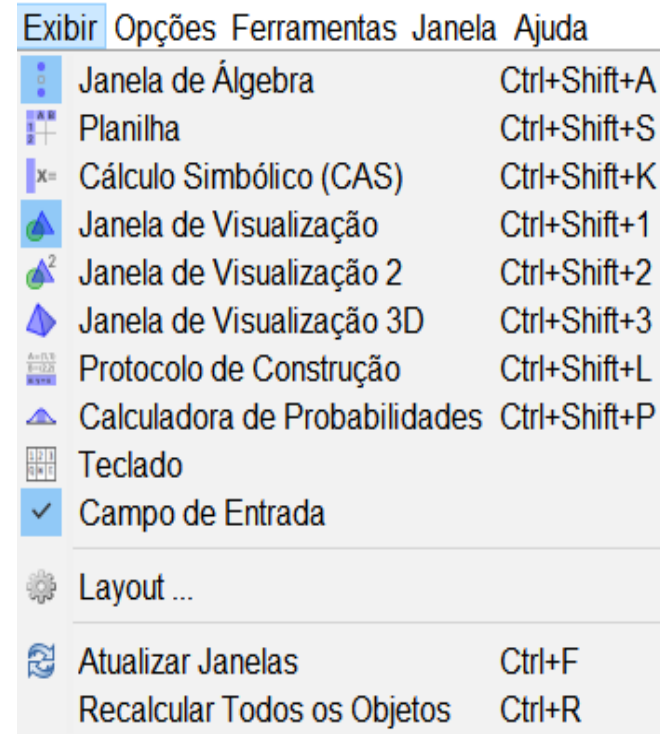 Exibir Opções Ferramentas Janela Ajuda
Janela de Álgebra Ctrl+Shift+A
Planilha Ctrl+Shift+S
x= Cálculo Simbólico (CAS) Ctrl+Shift+K
Janela de Visualização Ctrl+Shift+1
2 Janela de Visualização 2 Ctrl+Shift+2
Janela de Visualização 3D Ctrl+Shift+3
Protocolo de Construção Ctrl+Shift+L
Calculadora de Probabilidades Ctrl+Shift+P
Teclado
Campo de Entrada
Layout ...
Atualizar Janelas Ctrl+F
Recalcular Todos os Objetos Ctrl+R